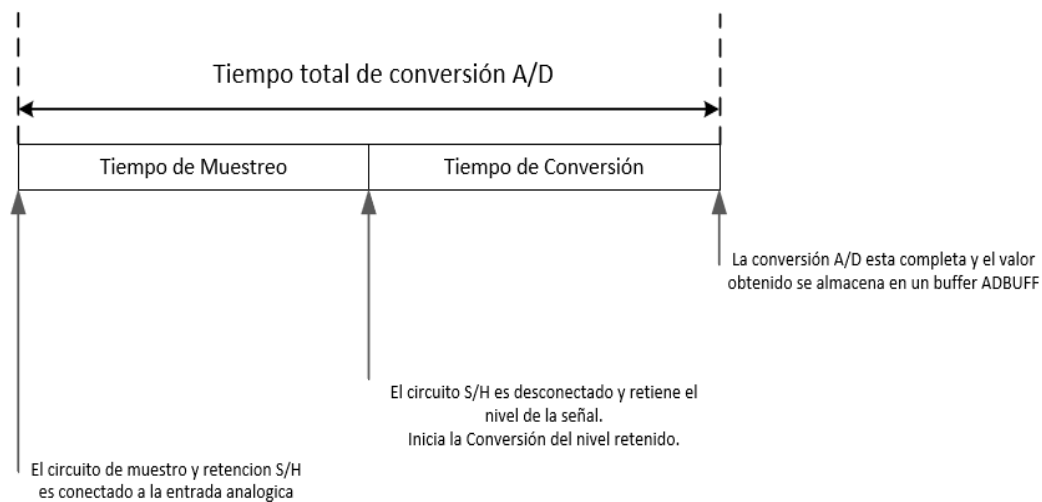 Tiempo total de conversión A/D
Tiempo de Muestreo
Tiempo de Conversión
La conversión A/D esta completa y el valor
obtenido se almacena en un buffer ADBUFF
El circuito S/H es desconectado y retiene el
nivel de la señal.
Inicia la Conversión del nivel retenido.
El circuito de muestro y retencion S/H
es conectado a la entrada analogica